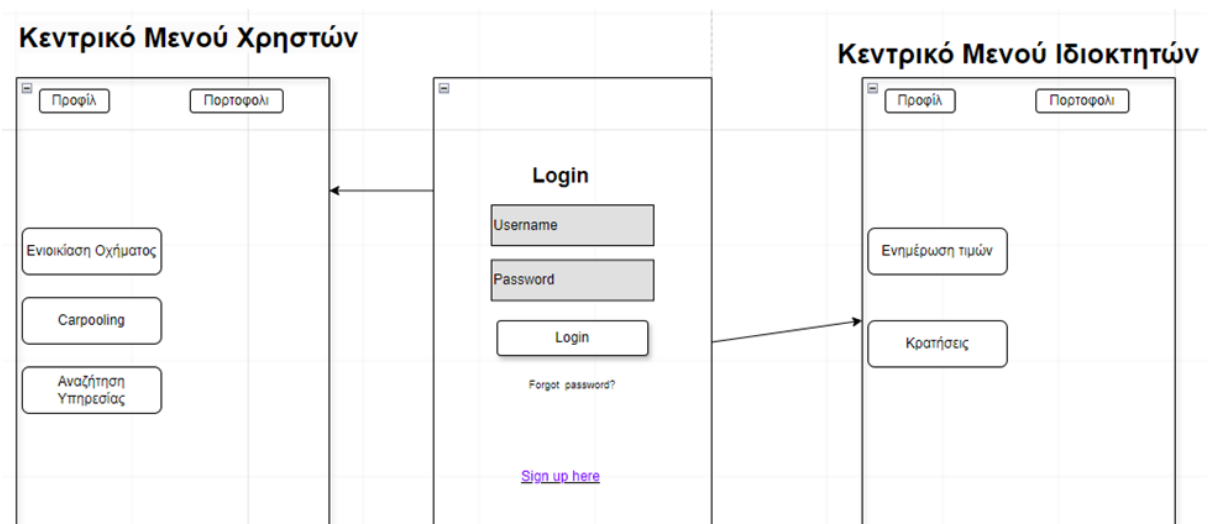 Κεντρικό Μενού Χρηστών
Προφίλ
Πορτοφολι
Ενιοικίαση Οχήματος
Carpooling
Αναζήτηση
Υπηρεσίας
Login
Username
Password
Login
Forgot password?
Sign up here
Κεντρικό Μενού Ιδιοκτητών
Προφίλ
Πορτοφολι
Ενημέρωση τιμών
Κρατήσεις